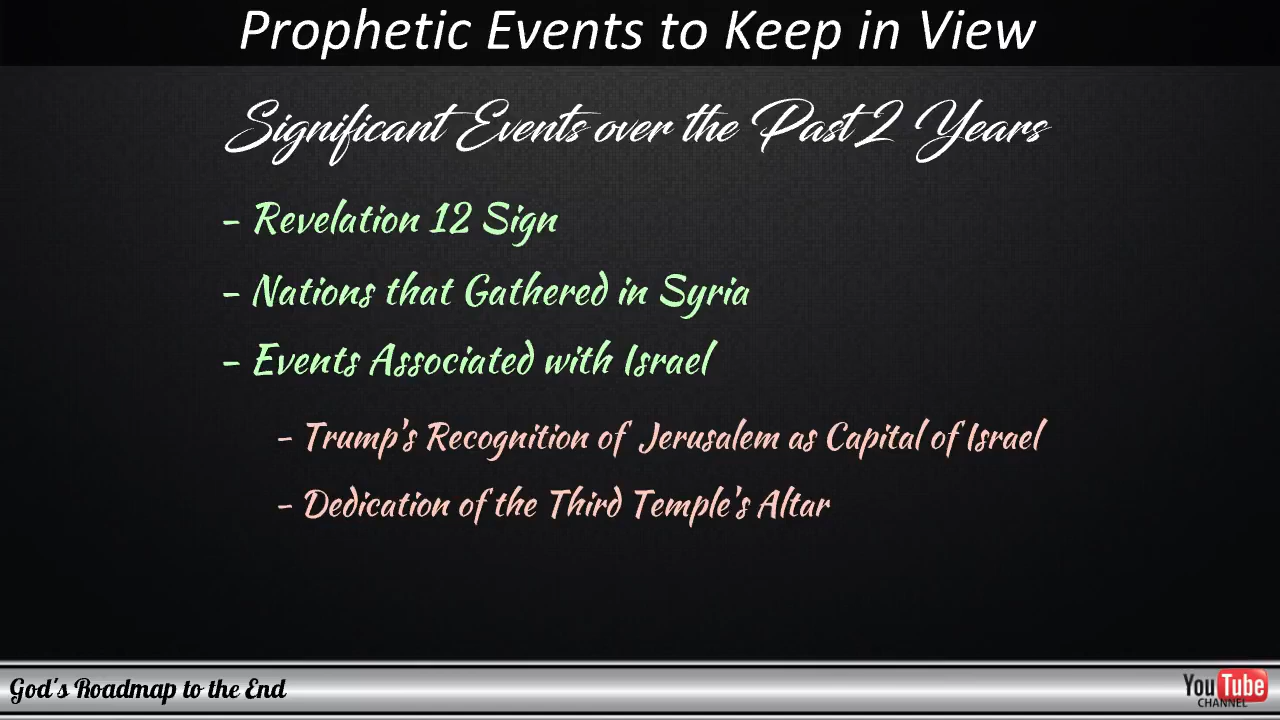 Prophetic Events to Keep in View
Significant Events over the Past 2 Years
- Revelation 12 Sign
- Nations that Gathered in Syria
- Events Associated with Israel
- Trump's Recognition of Jerusalem as Capital of Israel
- Dedication of the Third Temple's Altar
God's Roadmap to the End
YouTube
CHANNEL